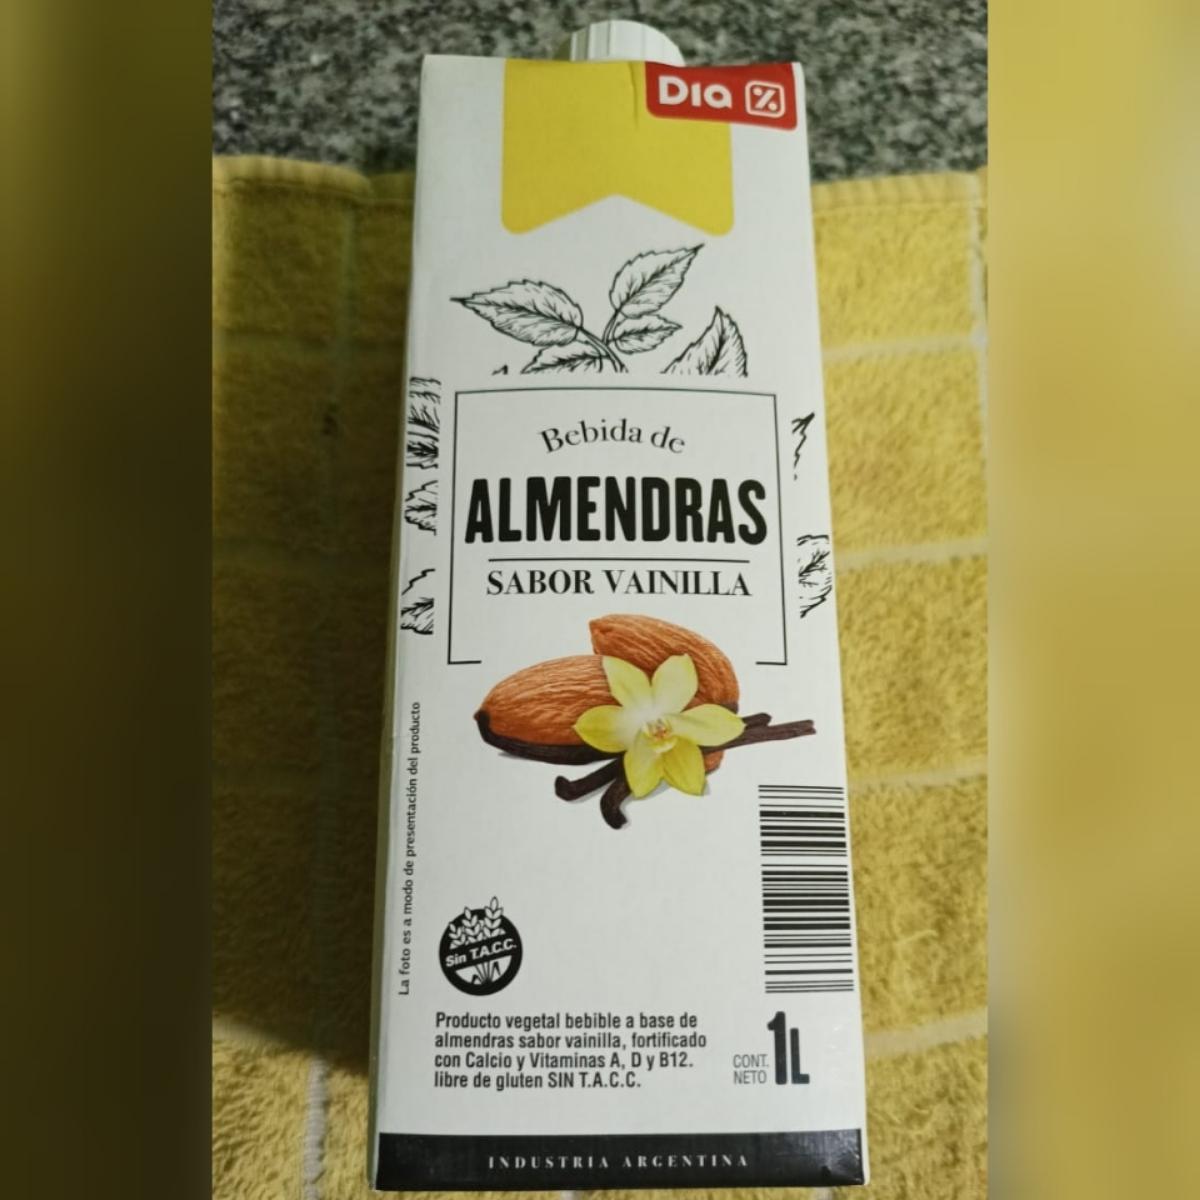 Dia %
Bebida de
ALMENDRAS
SABOR VAINILLA
La foto es a modo de presentación del producto
Sin T.A.C.C.
Producto vegetal bebible a base de
almendras sabor vainilla, fortificado
con Calcio y Vitaminas A, D y B12.
libre de gluten SIN T.A.C.C.
CONT.
NETO 1L
INDUSTRIA ARGENTINA